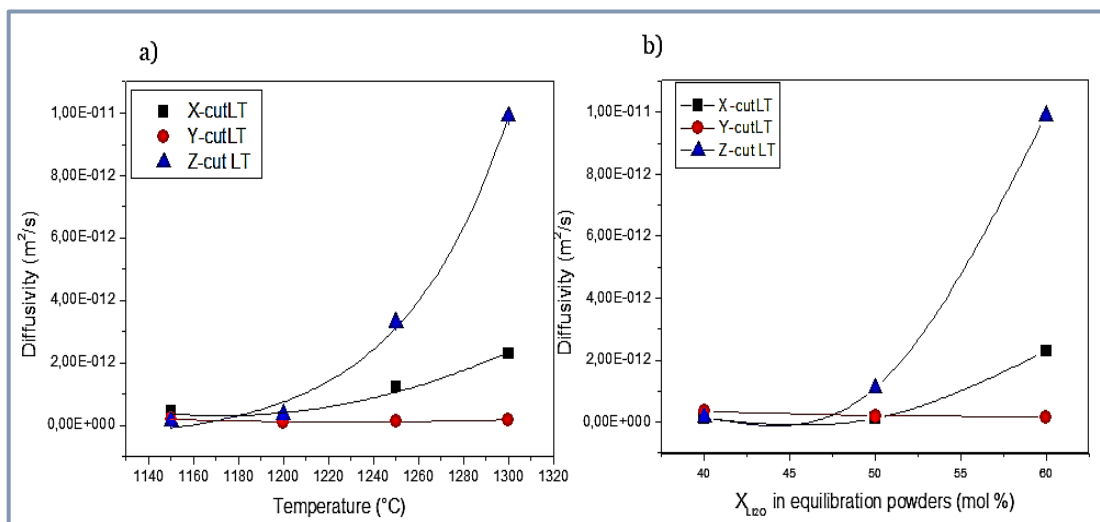 a)
X-cutLT
Y-cutLT
Z-cut LT
1,00E-011
8,00E-012
6,00E-012
4,00E-012
2,00E-012
0,00E+000
Diffusivity (m²/s)
1140 1160 1180 1200 1220 1240 1260 1280 1300 1320
Temperature (°C)
b)
X-cutLT
Y-cutLT
Z-cut LT
1,00E-011
8,00E-012
6,00E-012
4,00E-012
2,00E-012
0,00E+000
Diffusivity (m²/s)
40 45 50 55 60
X_Li2O in equilibration powders (mol %)